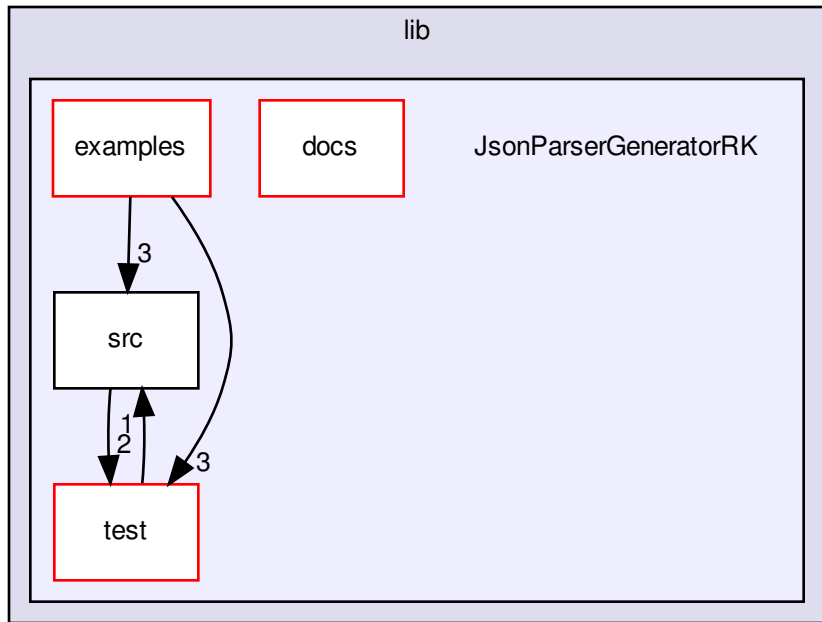 lib
examples
docs
JsonParserGeneratorRK
3
src
1
2
3
test